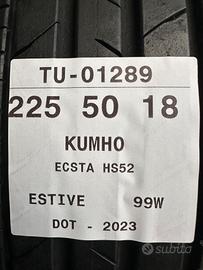 TU-01289
225 50 18
KUMHO
ECSTA HS52
ESTIVE 99W
DOT - 2023
subito